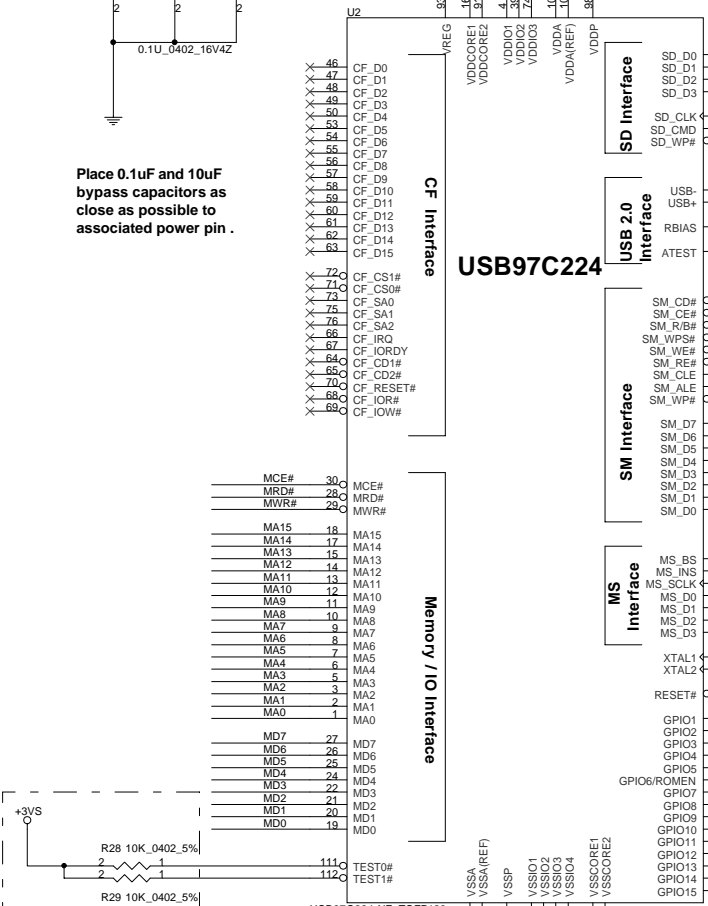 2
2
2
0.1U_0402_16V4Z
Place 0.1uF and 10uF
bypass capacitors as
close as possible to
associated power pin .
U2
USB97C224
VREG
VDDCORE1
VDDCORE2
VDDIO1
VDDIO2
VDDIO3
VDDA
VDDA(REF)
VDDP
CF Interface
46 CF_D0
47 CF_D1
48 CF_D2
49 CF_D3
50 CF_D4
53 CF_D5
54 CF_D6
55 CF_D7
56 CF_D8
57 CF_D9
58 CF_D10
59 CF_D11
60 CF_D12
61 CF_D13
62 CF_D14
63 CF_D15
72 CF_CS1#
71 CF_CS0#
73 CF_SA0
75 CF_SA1
76 CF_SA2
66 CF_IRQ
67 CF_IORDY
64 CF_CD1#
65 CF_CD2#
70 CF_RESET#
68 CF_IOR#
69 CF_IOW#
Memory / IO Interface
MCE# 30 MCE#
MRD# 28 MRD#
MWR# 29 MWR#
MA15 18 MA15
MA14 17 MA14
MA13 15 MA13
MA12 14 MA12
MA11 13 MA11
MA10 12 MA10
MA9 11 MA9
MA8 10 MA8
MA7 9 MA7
MA6 8 MA6
MA5 7 MA5
MA4 6 MA4
MA3 5 MA3
MA2 3 MA2
MA1 2 MA1
MA0 1 MA0
MD7 27 MD7
MD6 26 MD6
MD5 25 MD5
MD4 24 MD4
MD3 22 MD3
MD2 21 MD2
MD1 20 MD1
MD0 19 MD0
+3VS
R28 10K_0402_5%
2 1 111 TEST0#
2 1 112 TEST1#
R29 10K_0402_5%
SD Interface
SD_D0
SD_D1
SD_D2
SD_D3
SD_CLK
SD_CMD
SD_WP#
USB 2.0
Interface
USB-
USB+
RBIAS
ATEST
SM Interface
SM_CD#
SM_CE#
SM_R/B#
SM_WPS#
SM_WE#
SM_RE#
SM_CLE
SM_ALE
SM_WP#
SM_D7
SM_D6
SM_D5
SM_D4
SM_D3
SM_D2
SM_D1
SM_D0
MS
Interface
MS_BS
MS_INS
MS_SCLK
MS_D0
MS_D1
MS_D2
MS_D3
XTAL1
XTAL2
RESET#
GPIO1
GPIO2
GPIO3
GPIO4
GPIO5
GPIO6/ROMEN
GPIO7
GPIO8
GPIO9
GPIO10
GPIO11
GPIO12
GPIO13
GPIO14
GPIO15
VSSA
VSSA(REF)
VSSP
VSSIO1
VSSIO2
VSSIO3
VSSIO4
VSSCORE1
VSSCORE2